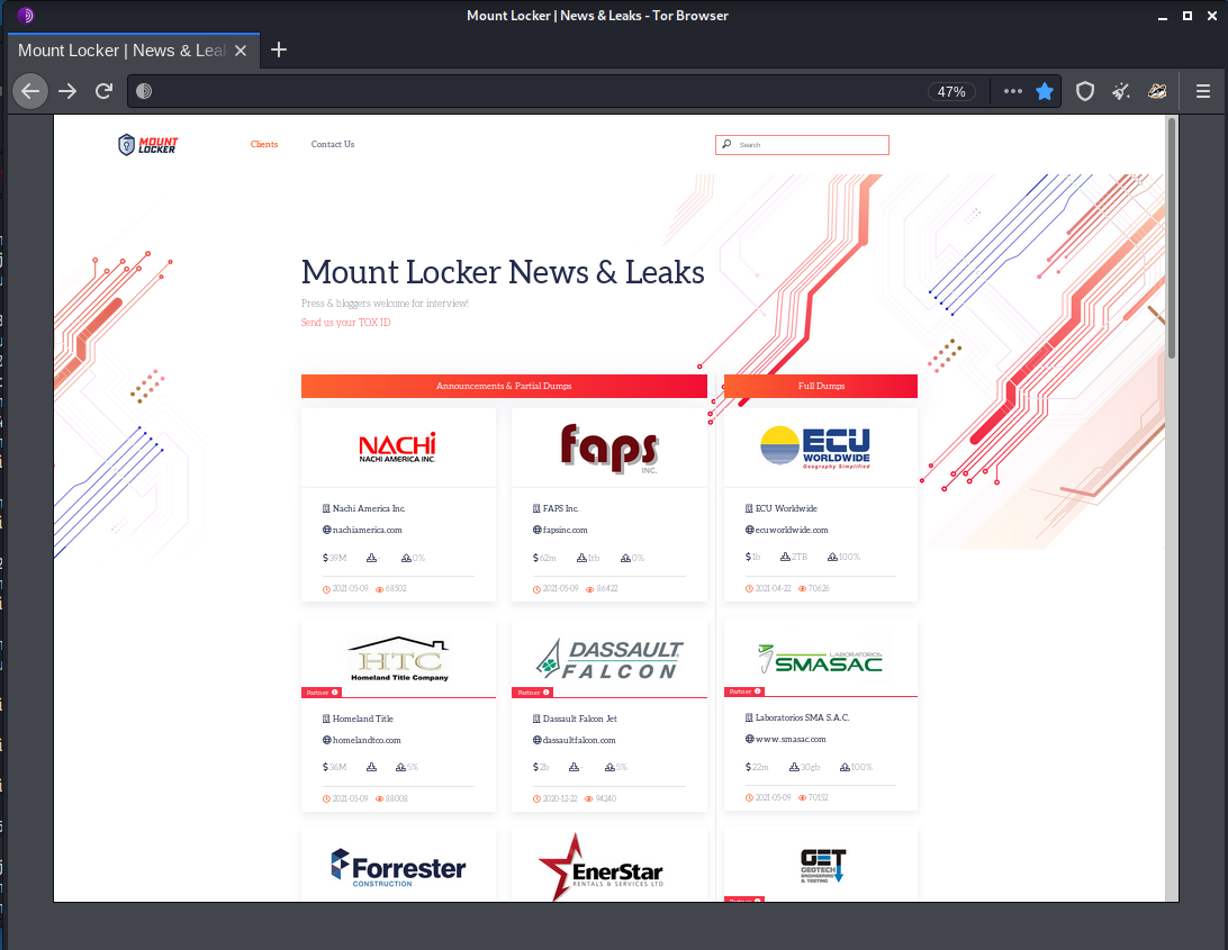 Mount Locker | News & Leaks - Tor Browser
Mount Locker | News & Lea
47%
MOUNT LOCKER
Clients
Contact Us
Search
Mount Locker News & Leaks
Press & bloggers welcome for interview!
Send us your TOX ID
Announcements & Partial Dumps
Full Dumps
NACHi
NACHI AMERICA INC.
faps
INC.
ECU
WORLDWIDE
Geography Simplified
Nachi America Inc.
nachiamerica.com
$39M - 0%
2021-05-09 68502
FAPS Inc.
fapsinc.com
$62m 1tb 0%
2021-05-09 86422
ECU Worldwide
ecuworldwide.com
$1b 2TB 100%
2021-04-22 70626
HTC
Homeland Title Company
Partner
DASSAULT
FALCON
Partner
LABORATORIOS
SMASAC
Partner
Homeland Title
homelandtco.com
$36M 5%
2021-05-09 88008
Dassault Falcon Jet
dassaultfalcon.com
$2b - 5%
2020-12-22 94240
Laboratorios SMA S.A.C.
www.smasac.com
$22m 30gb 100%
2021-05-09 70152
Forrester
CONSTRUCTION
EnerStar
RENTALS & SERVICES LTD
GET
GEOTECH
ENGINEERING
& TESTING